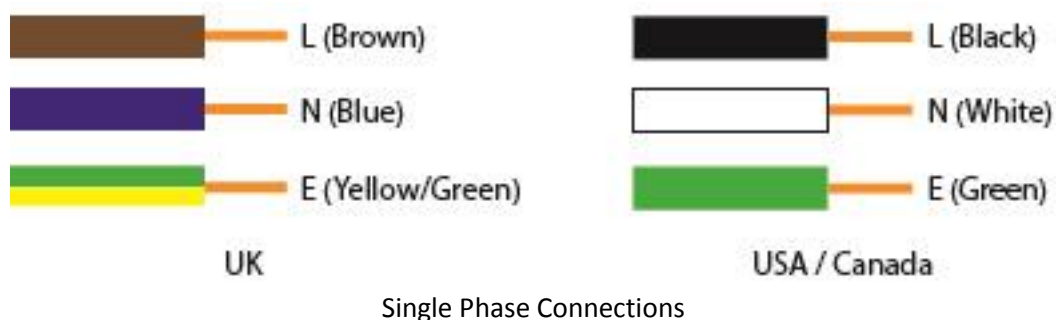 L (Brown)
N (Blue)
E (Yellow/Green)
UK
L (Black)
N (White)
E (Green)
USA / Canada
Single Phase Connections